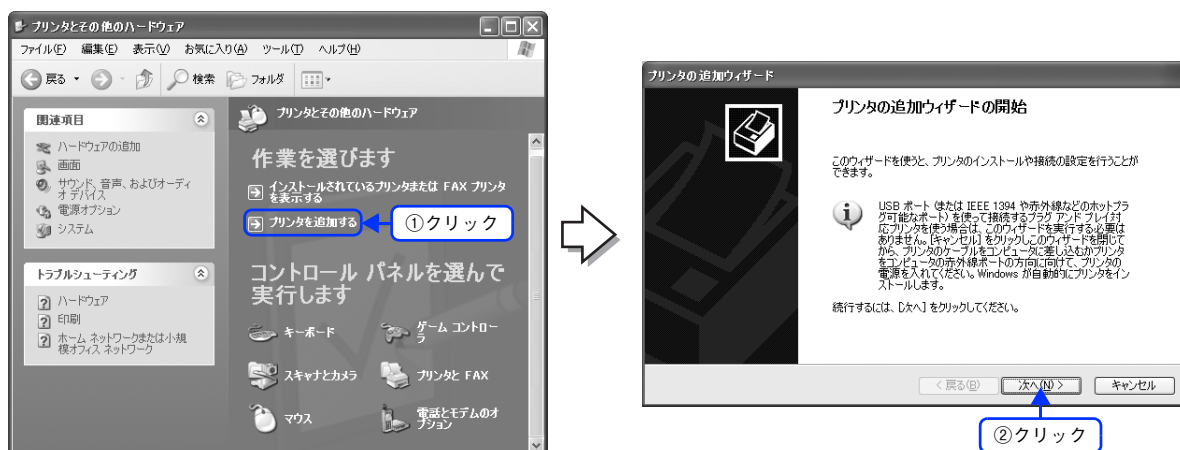 プリンタとその他のハードウェア
ファイル(F) 編集(E) 表示(V) お気に入り(A) ツール(T) ヘルプ(H)
戻る 検索 フォルダ
関連項目
ハードウェアの追加
画面
サウンド、音声、およびオーディ
オ デバイス
電源オプション
システム
トラブルシューティング
ハードウェア
印刷
ホーム ネットワークまたは小規
模オフィス ネットワーク
プリンタとその他のハードウェア
作業を選びます
インストールされているプリンタまたは FAX プリンタ
を表示する
プリンタを追加する
①クリック
コントロール パネルを選んで
実行します
キーボード
ゲーム コントロー
ラ
スキャナとカメラ
プリンタと FAX
マウス
電話とモデムのオ
プション
プリンタの追加ウィザード
プリンタの追加ウィザードの開始
このウィザードを使うと、プリンタのインストールや接続の設定を行うことが
できます。
USB ポート (または IEEE 1394 や赤外線などのホットプラ
グ可能なポート) を使って接続するプラグ アンド プレイ対
応プリンタを使う場合は、このウィザードを実行する必要は
ありません。[キャンセル] をクリックしこのウィザードを閉じて
から、プリンタのケーブルをコンピュータに差し込むかプリンタ
をコンピュータの赤外線ポートの方向に向けて、プリンタの
電源を入れてください。Windows が自動的にプリンタをイン
ストールします。
続行するには、[次へ] をクリックしてください。
< 戻る(B) 次へ(N) > キャンセル
②クリック